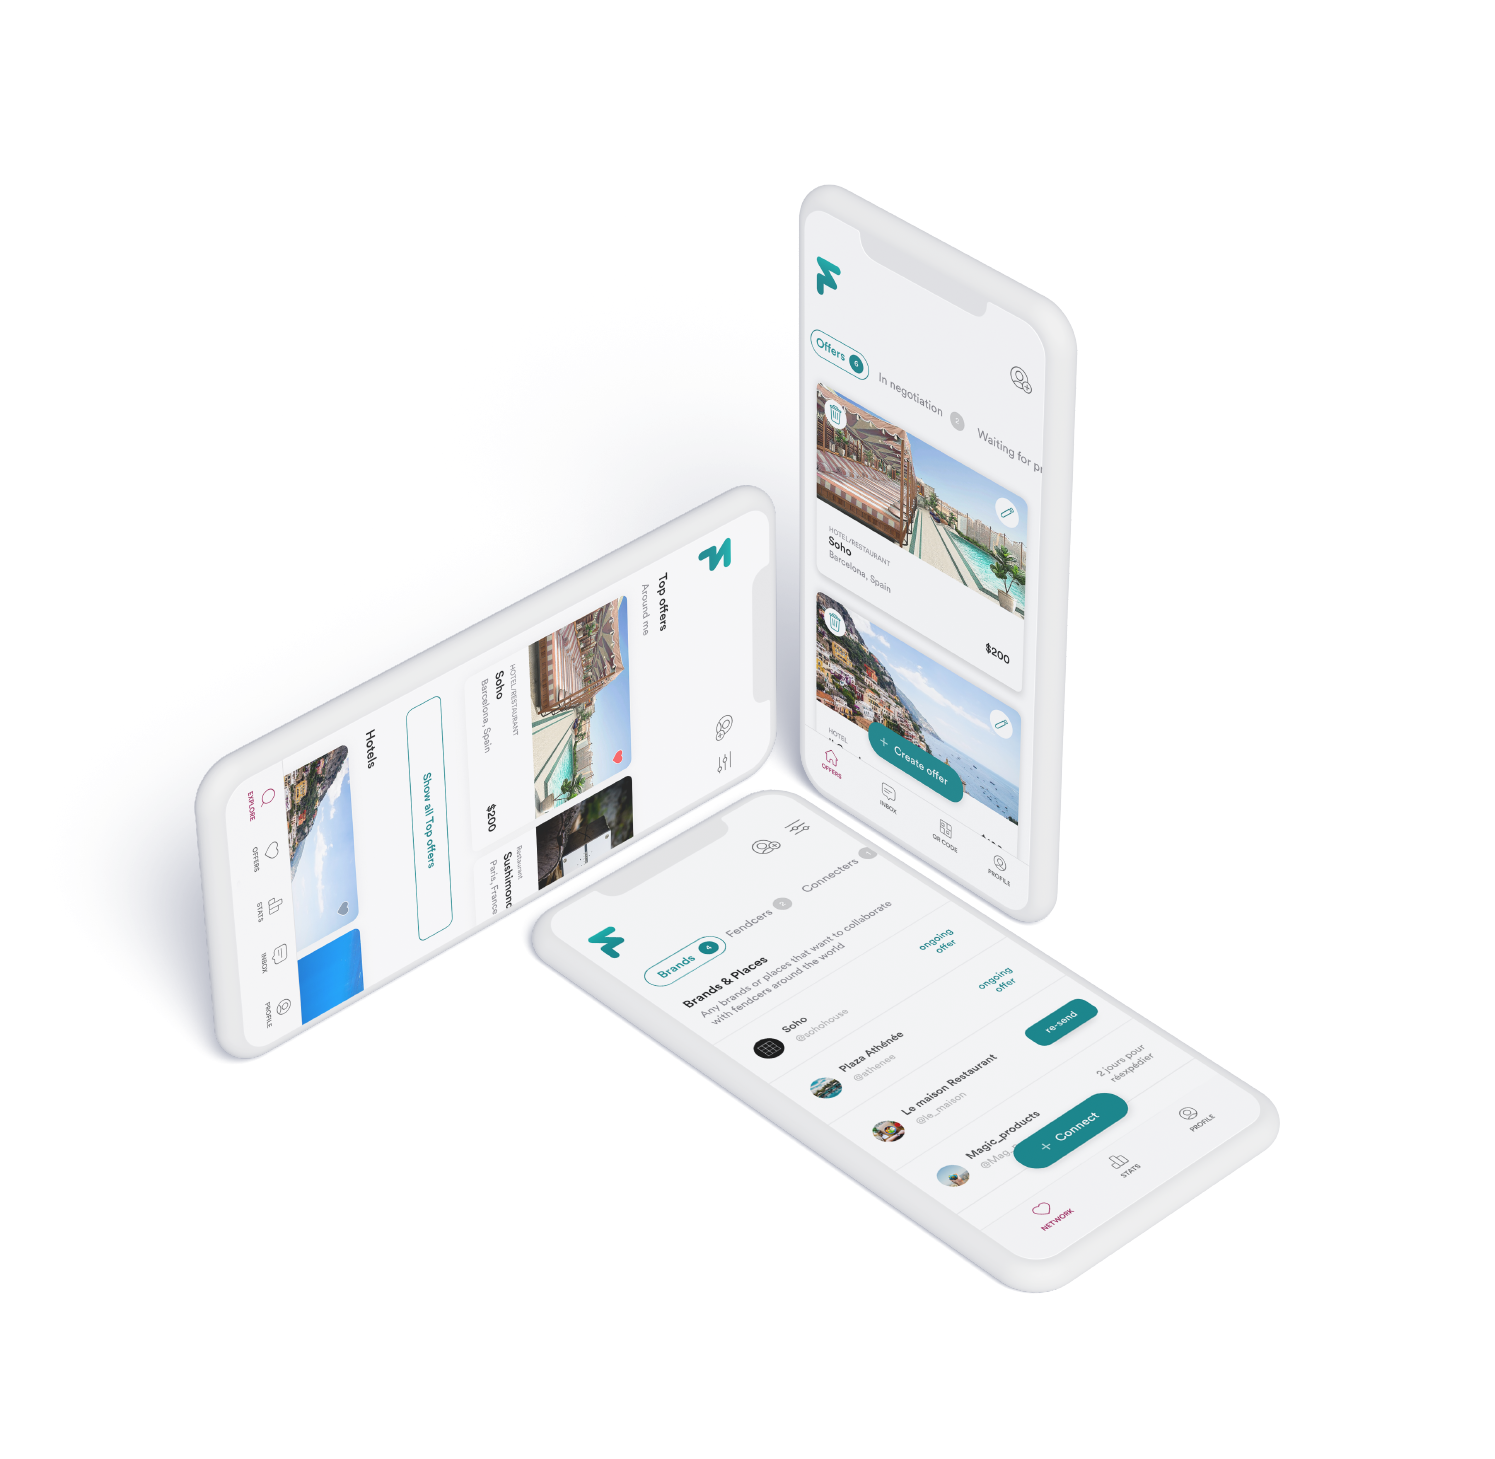 Offers 6
In negotiation 2
Waiting for
HOTEL/RESTAURANT
Soho
Barcelona, Spain
$200
HOTEL
+ Create offer
OFFERS
INBOX
QR CODE
PROFILE
Top offers
Around me
HOTEL/RESTAURANT
Soho
Barcelona, Spain
$200
Restaurant
Sushimonc
Paris, France
Show all Top offers
Hotels
EXPLORE
OFFERS
STATS
INBOX
PROFILE
Brands 4
Fendcers 2
Connecters
Brands & Places
Any brands or places that want to collaborate
with fendcers around the world
Soho
@sohohouse
ongoing
offer
Plaza Athénée
@athenee
ongoing
offer
Le maison Restaurant
@le_maison
re-send
Magic_products
@Mag_
2 jours pour
réexpédier
+ Connect
NETWORK
STATS
PROFILE